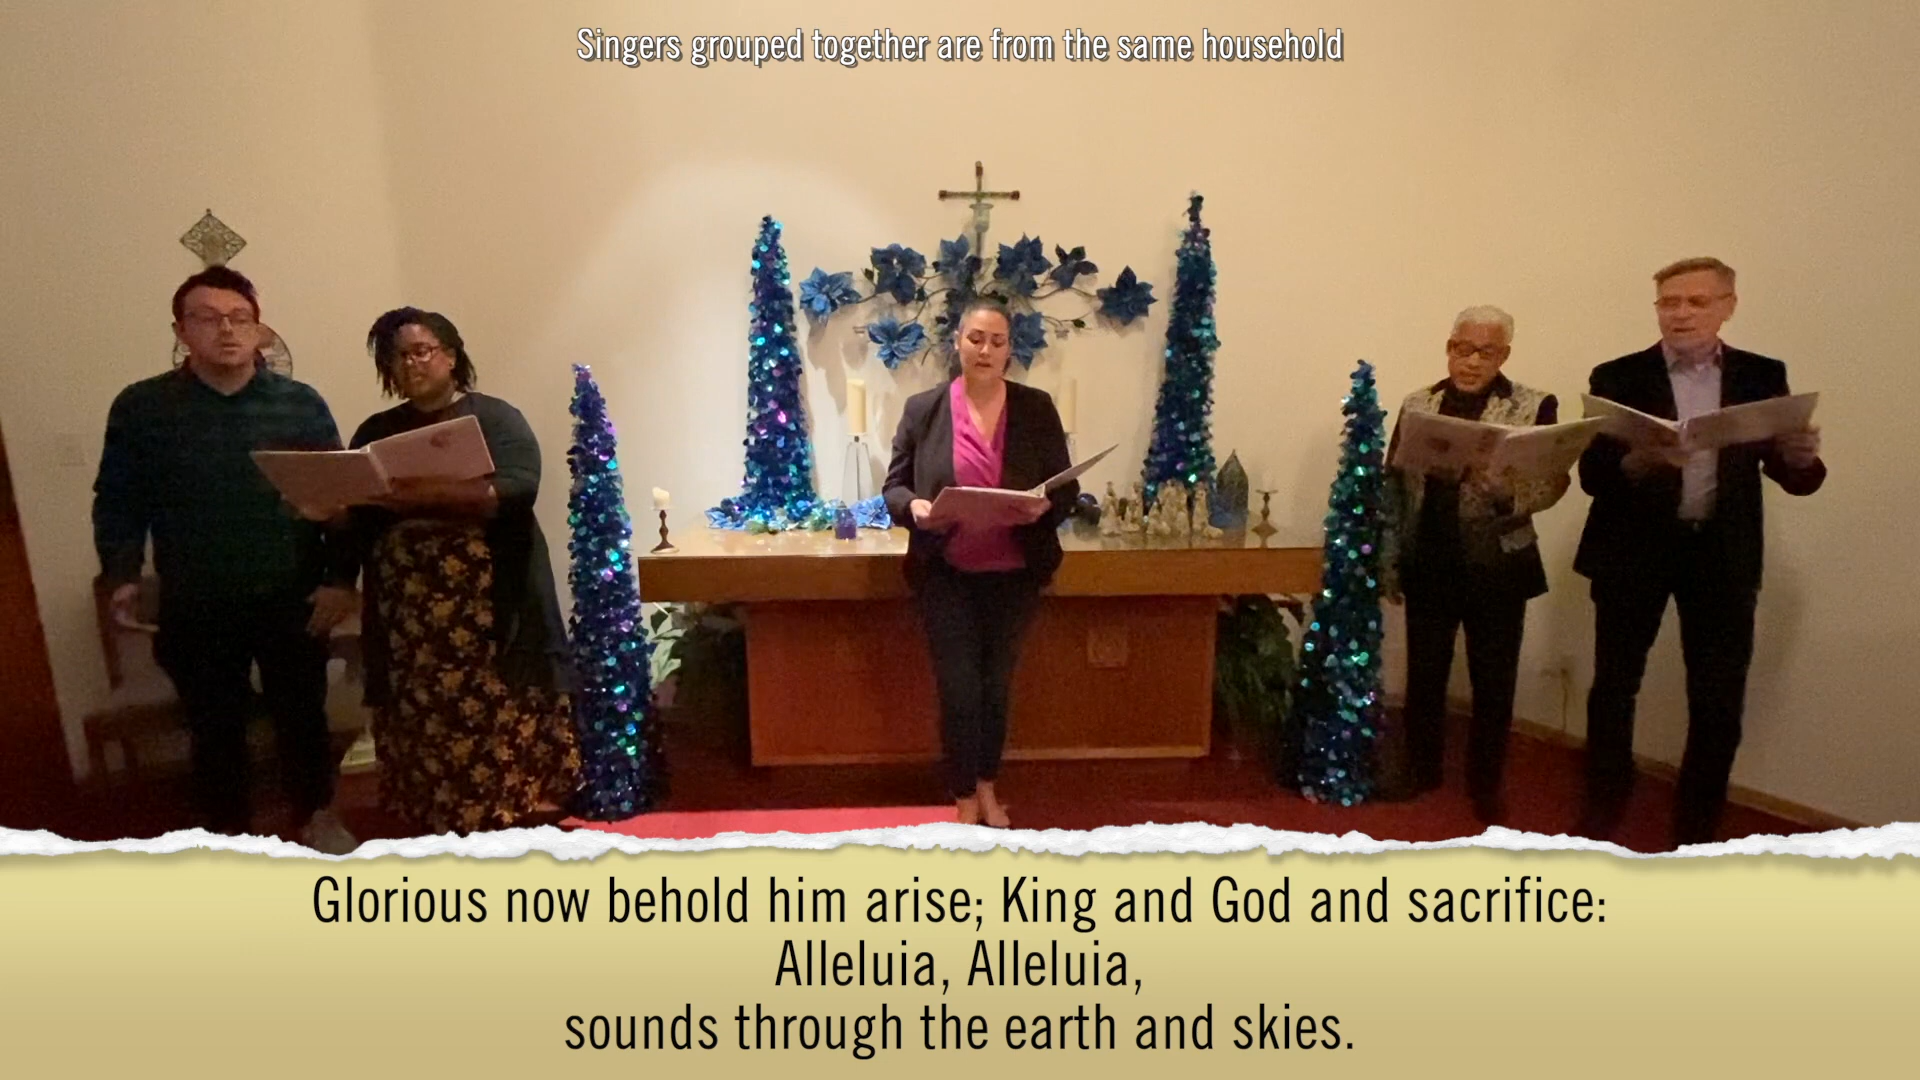 Singers grouped together are from the same household
Glorious now behold him arise; King and God and sacrifice:
Alleluia, Alleluia,
sounds through the earth and skies.